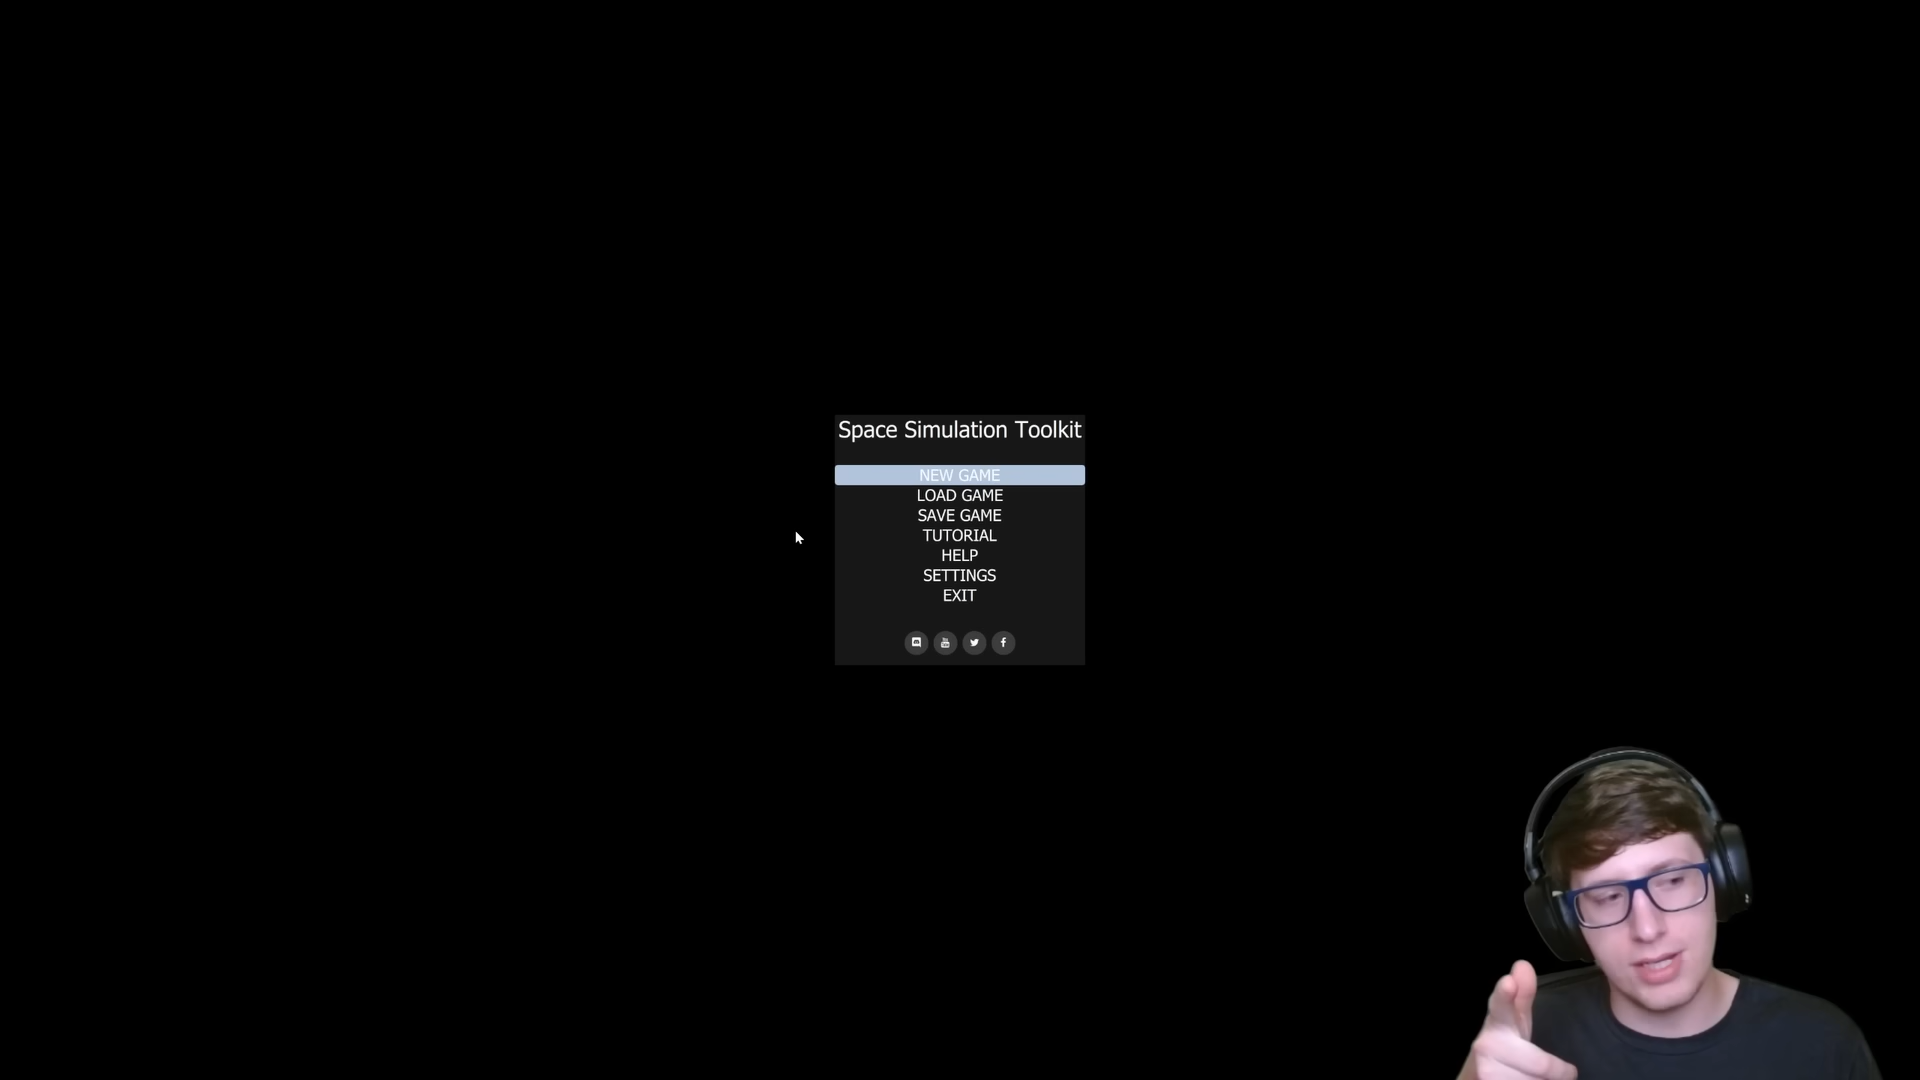 Space Simulation Toolkit
NEW GAME
LOAD GAME
SAVE GAME
TUTORIAL
HELP
SETTINGS
EXIT